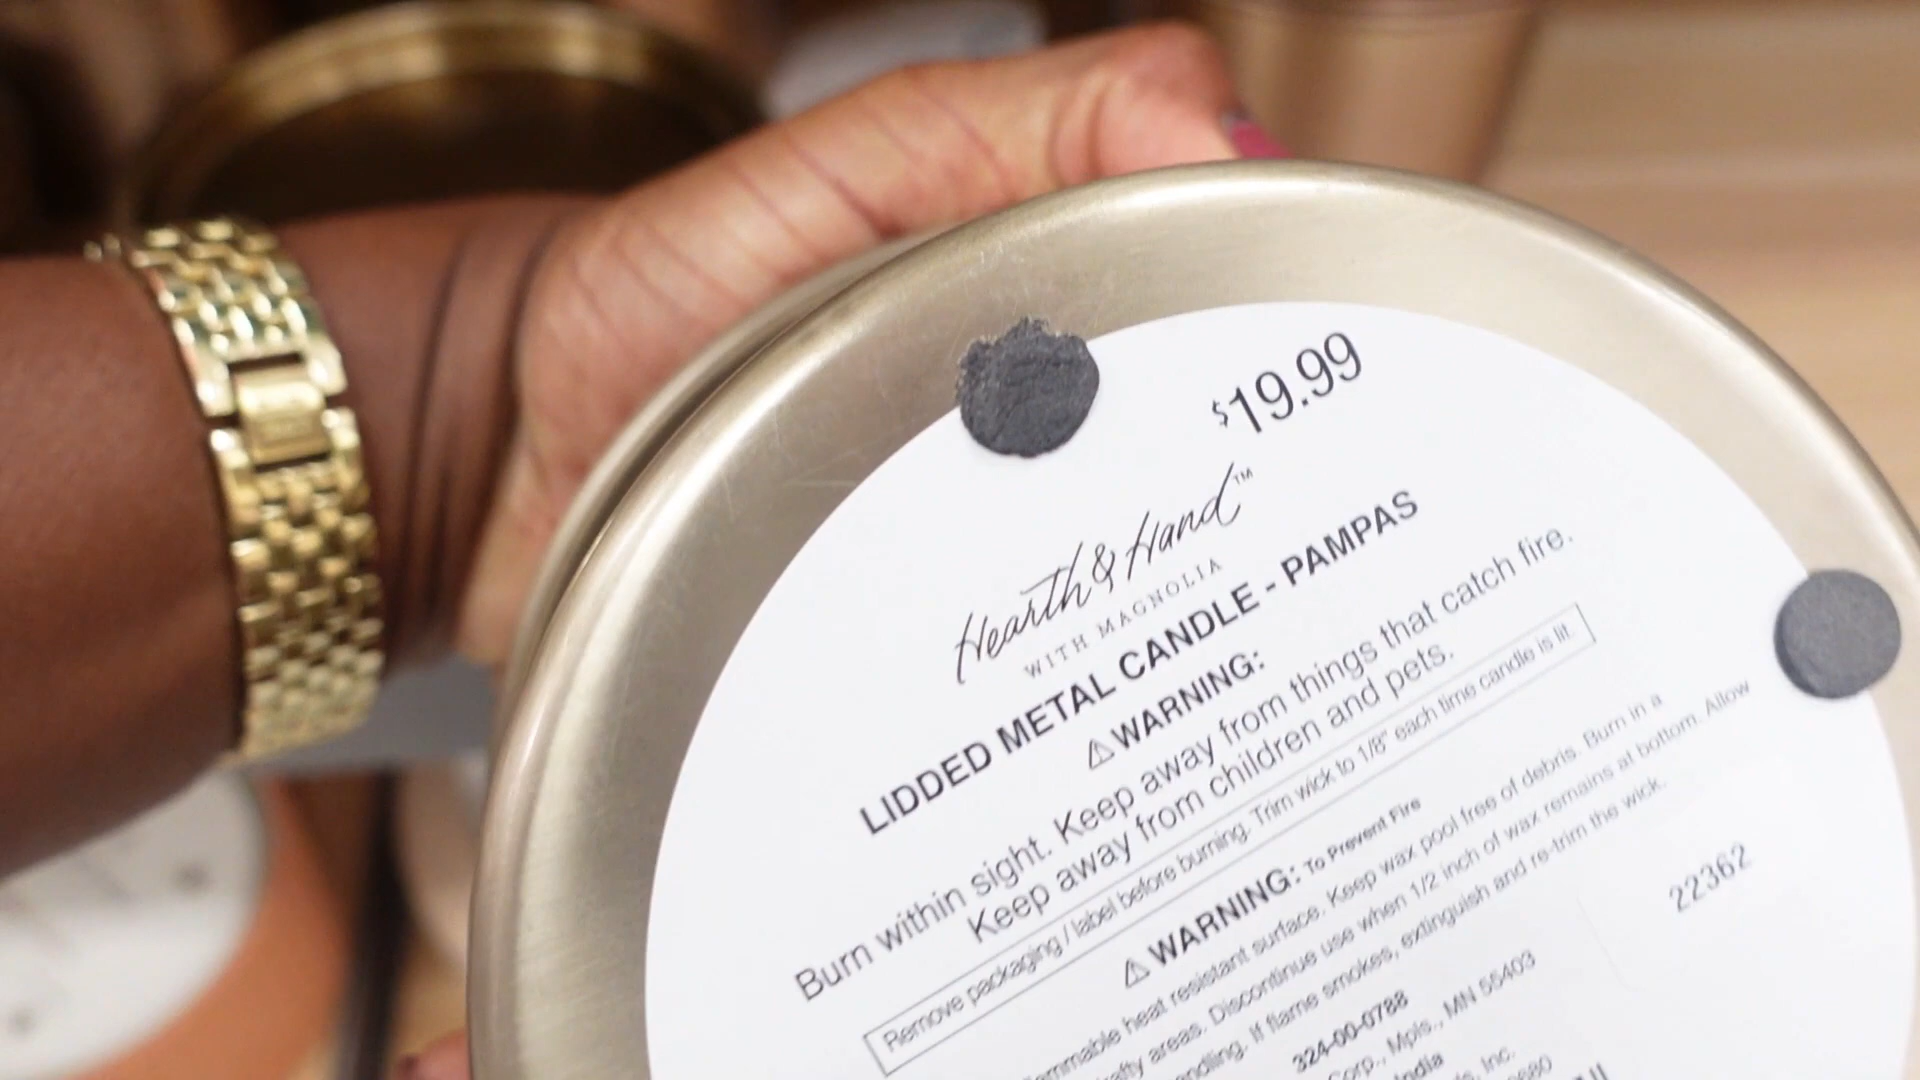 $19.99
Hearth & Hand™
WITH MAGNOLIA
LIDDED METAL CANDLE - PAMPAS
⚠WARNING:
Burn within sight. Keep away from things that catch fire.
Keep away from children and pets.
Remove packaging / label before burning. Trim wick to 1/8" each time candle is lit.
⚠WARNING: To Prevent Fire
heat resistant surface. Keep wax pool free of debris. Burn in a
areas. Discontinue use when 1/2 inch of wax remains at bottom. Allow
If flame smokes, extinguish and re-trim the wick.
22362
324-00-0788
Corp., Mpls., MN 55403
India
Inc.